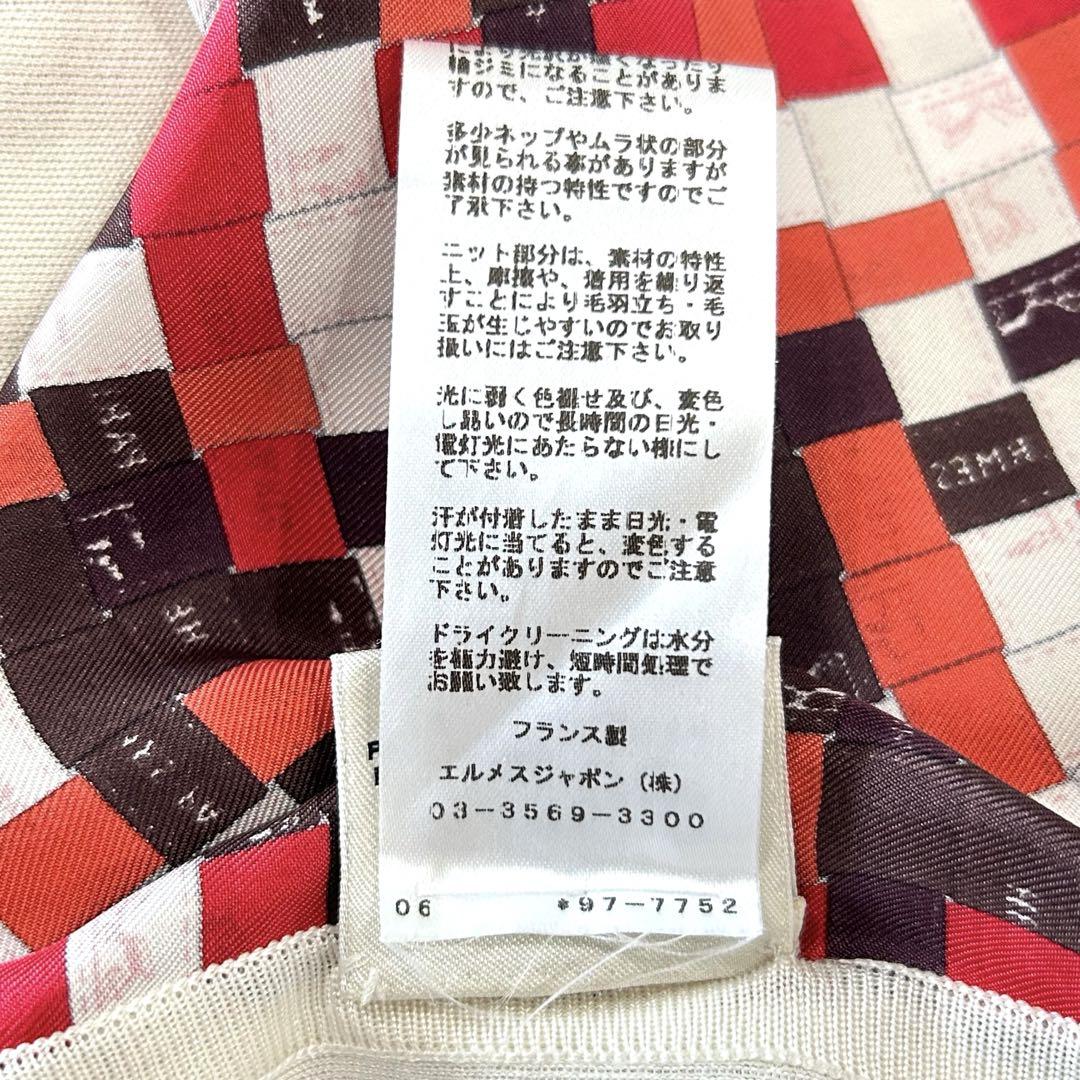 輪ジミになることがありま
すので、ご注意下さい。
多少ネップやムラ状の部分
が見られる事がありますが
素材の持つ特性ですのでご
了承下さい。
ニット部分は、素材の特性
上、摩擦や、着用を繰り返
すことにより毛羽立ち・毛
玉が生じやすいのでお取り
扱いにはご注意下さい。
光に弱く色褪せ及び、変色
し易いので長時間の日光・
電灯光にあたらない様にし
て下さい。
汗が付着したまま日光・電
灯光に当てると、変色する
ことがありますのでご注意
下さい。
ドライクリーニングは水分
を極力避け、短時間処理で
お願い致します。
フランス製
エルメスジャポン(株)
03-3569-3300
06 *97-7752
23MH